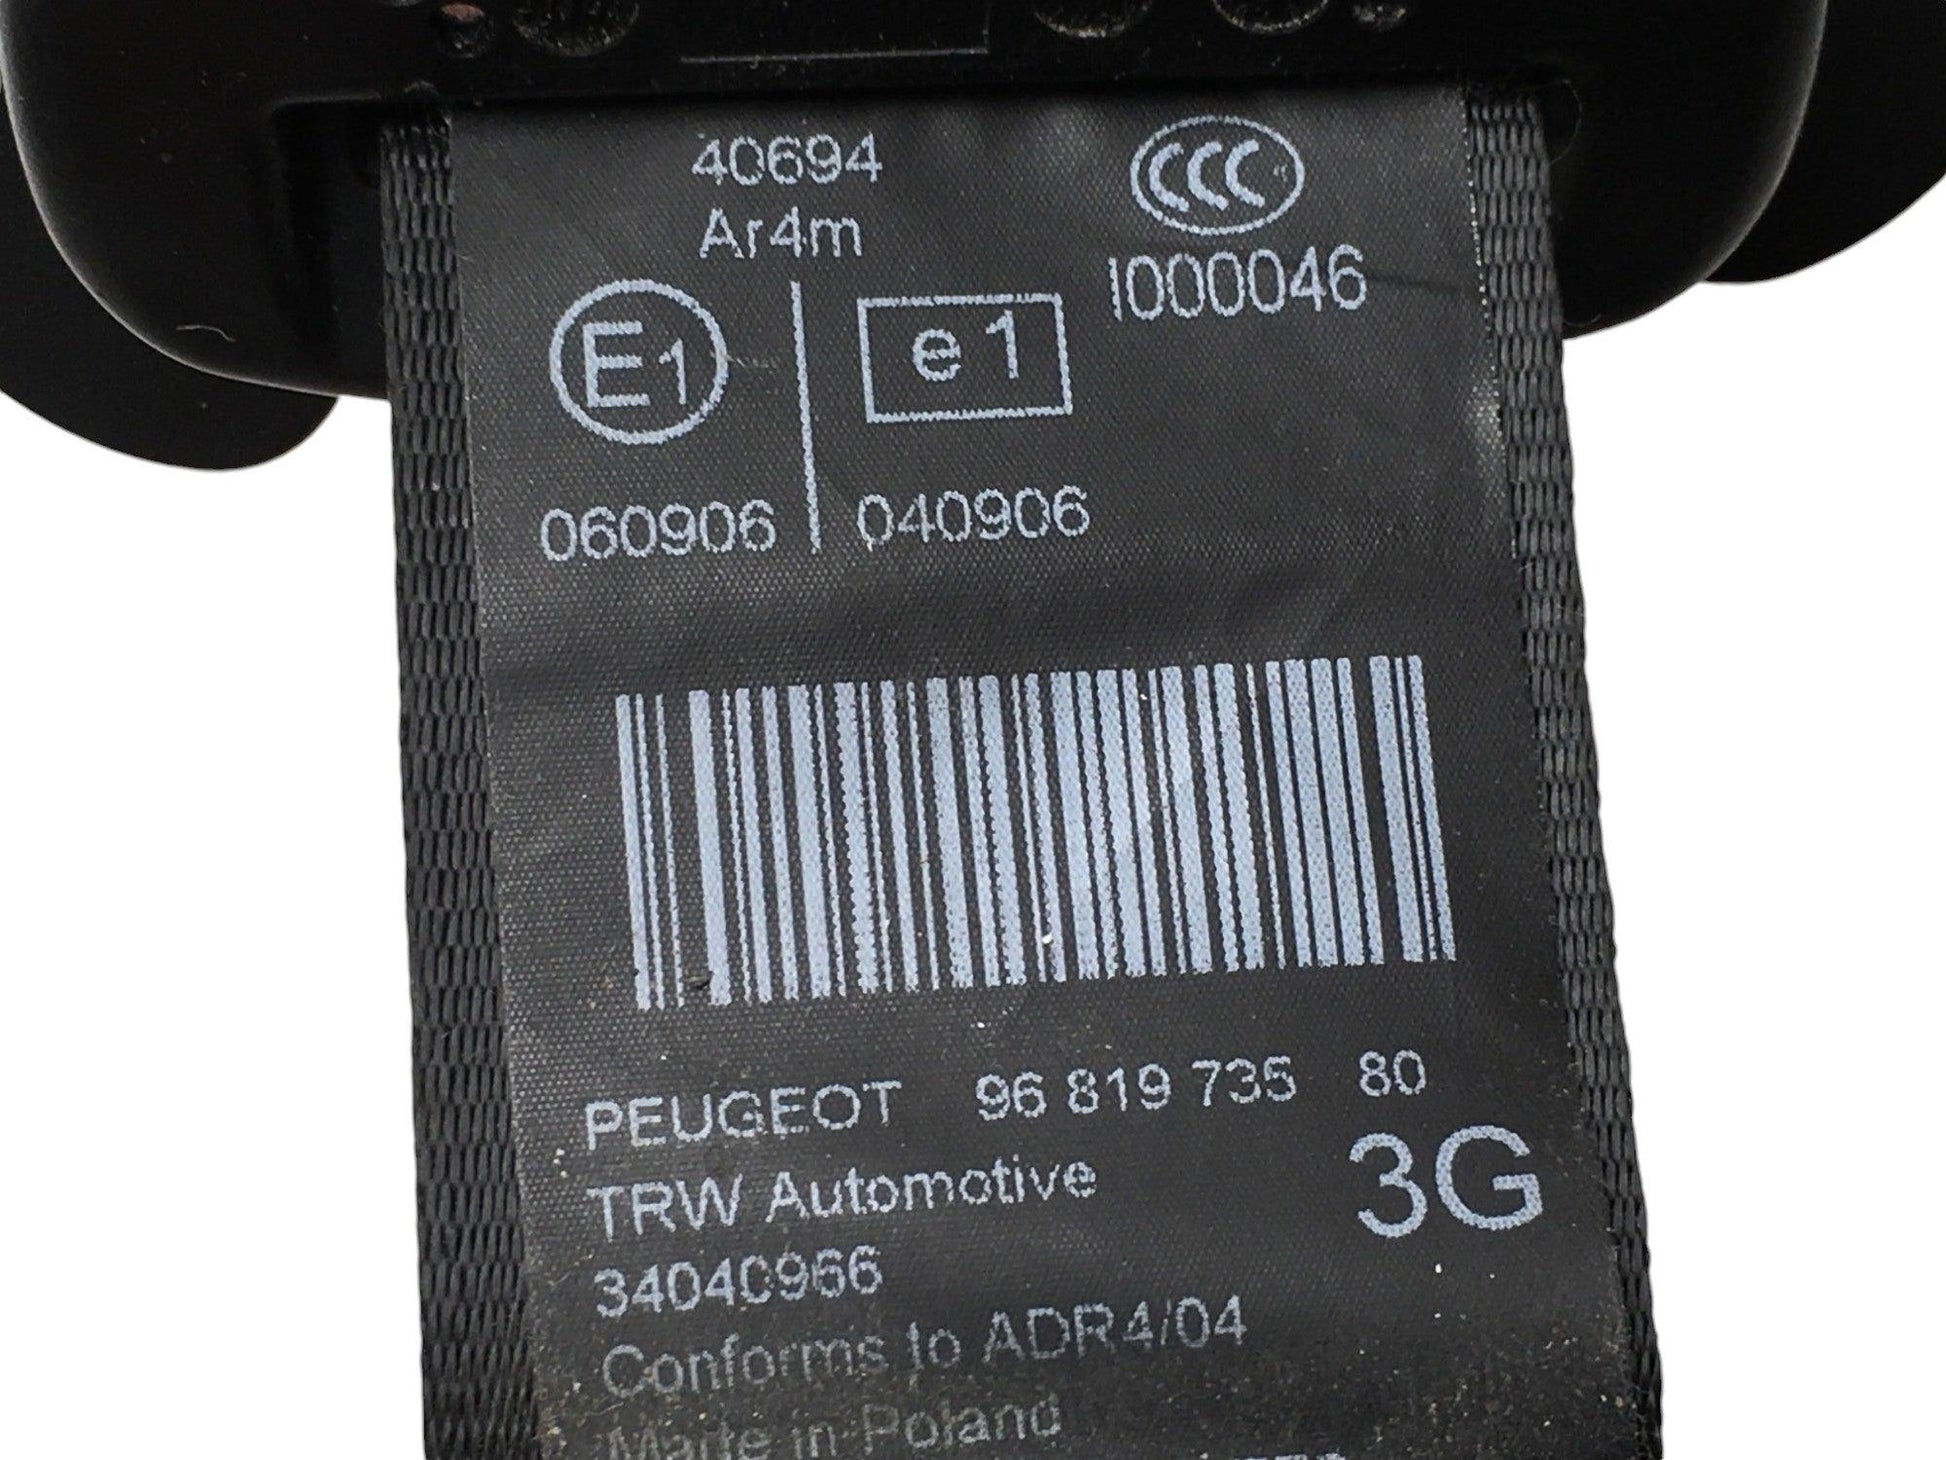 40694
Ar4m
CCC
I000046
E1
e1
060906
040906
PEUGEOT 96 819 735 80
TRW Automotive
3G
34040966
Conforms to ADR4/04
Made in Poland